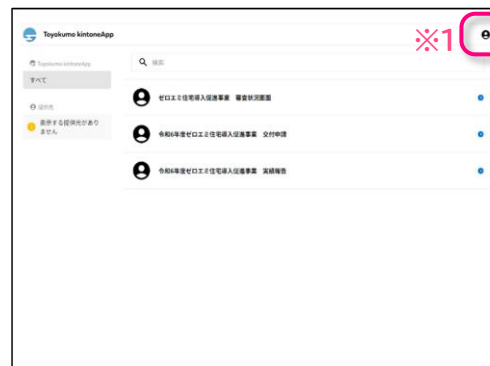 Toyokumo kintoneApp
※1
Toyokumo kintoneApp
検索
すべて
提供元
表示する提供元があり
ません
ゼロエミ住宅導入促進事業 審査状況画面
令和6年度ゼロエミ住宅導入促進事業 交付申請
令和6年度ゼロエミ住宅導入促進事業 実績報告